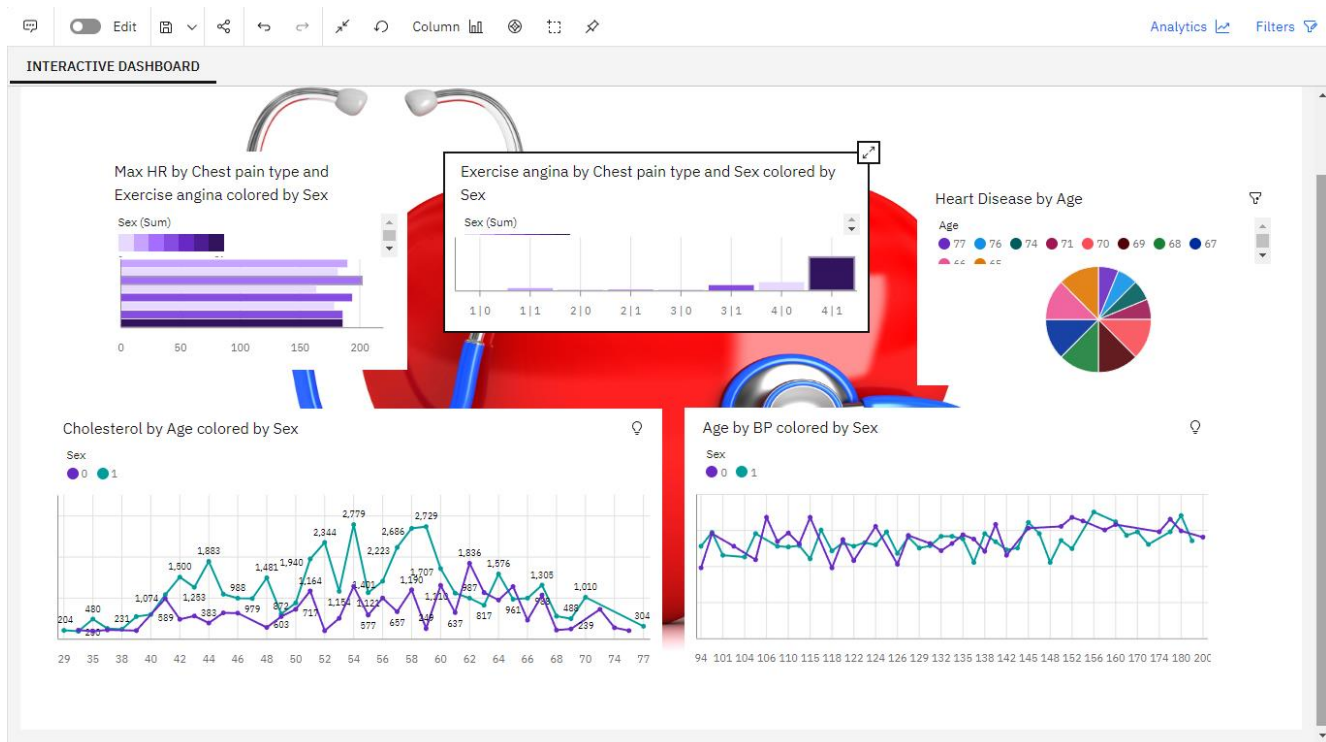 Edit
Column
Analytics
Filters
INTERACTIVE DASHBOARD
Max HR by Chest pain type and
Exercise angina colored by Sex
Sex (Sum)
0 50 100 150 200
Exercise angina by Chest pain type and Sex colored by
Sex
Sex (Sum)
1|0 1|1 2|0 2|1 3|0 3|1 4|0 4|1
Heart Disease by Age
Age
77 76 74 71 70 69 68 67
66 65
Cholesterol by Age colored by Sex
Sex
0 1
2,779
2,729
2,344
2,686
1,883
1,940
2,223
1,836
1,500
1,481
1,576
1,253
988
1,164
1,401
1,190
1,707
987
1,305
1,010
480
1,074
979
872
1,154
1,121
1,110
961
983
204
231
589
383
603
717
577
657
249
637
817
488
239
304
29 35 38 40 42 44 46 48 50 52 54 56 58 60 62 64 66 68 70 74 77
Age by BP colored by Sex
Sex
0 1
94 101 104 106 110 115 118 122 124 126 129 132 135 138 142 145 148 152 156 160 170 174 180 200